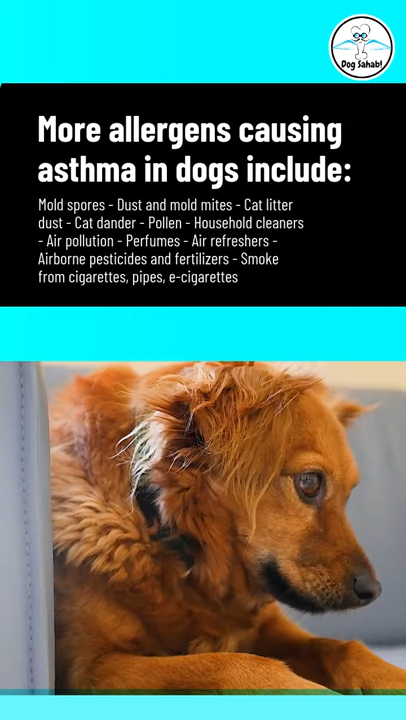 Dog Sahab!
More allergens causing
asthma in dogs include:
Mold spores - Dust and mold mites - Cat litter
dust - Cat dander - Pollen - Household cleaners
- Air pollution - Perfumes - Air refreshers -
Airborne pesticides and fertilizers - Smoke
from cigarettes, pipes, e-cigarettes